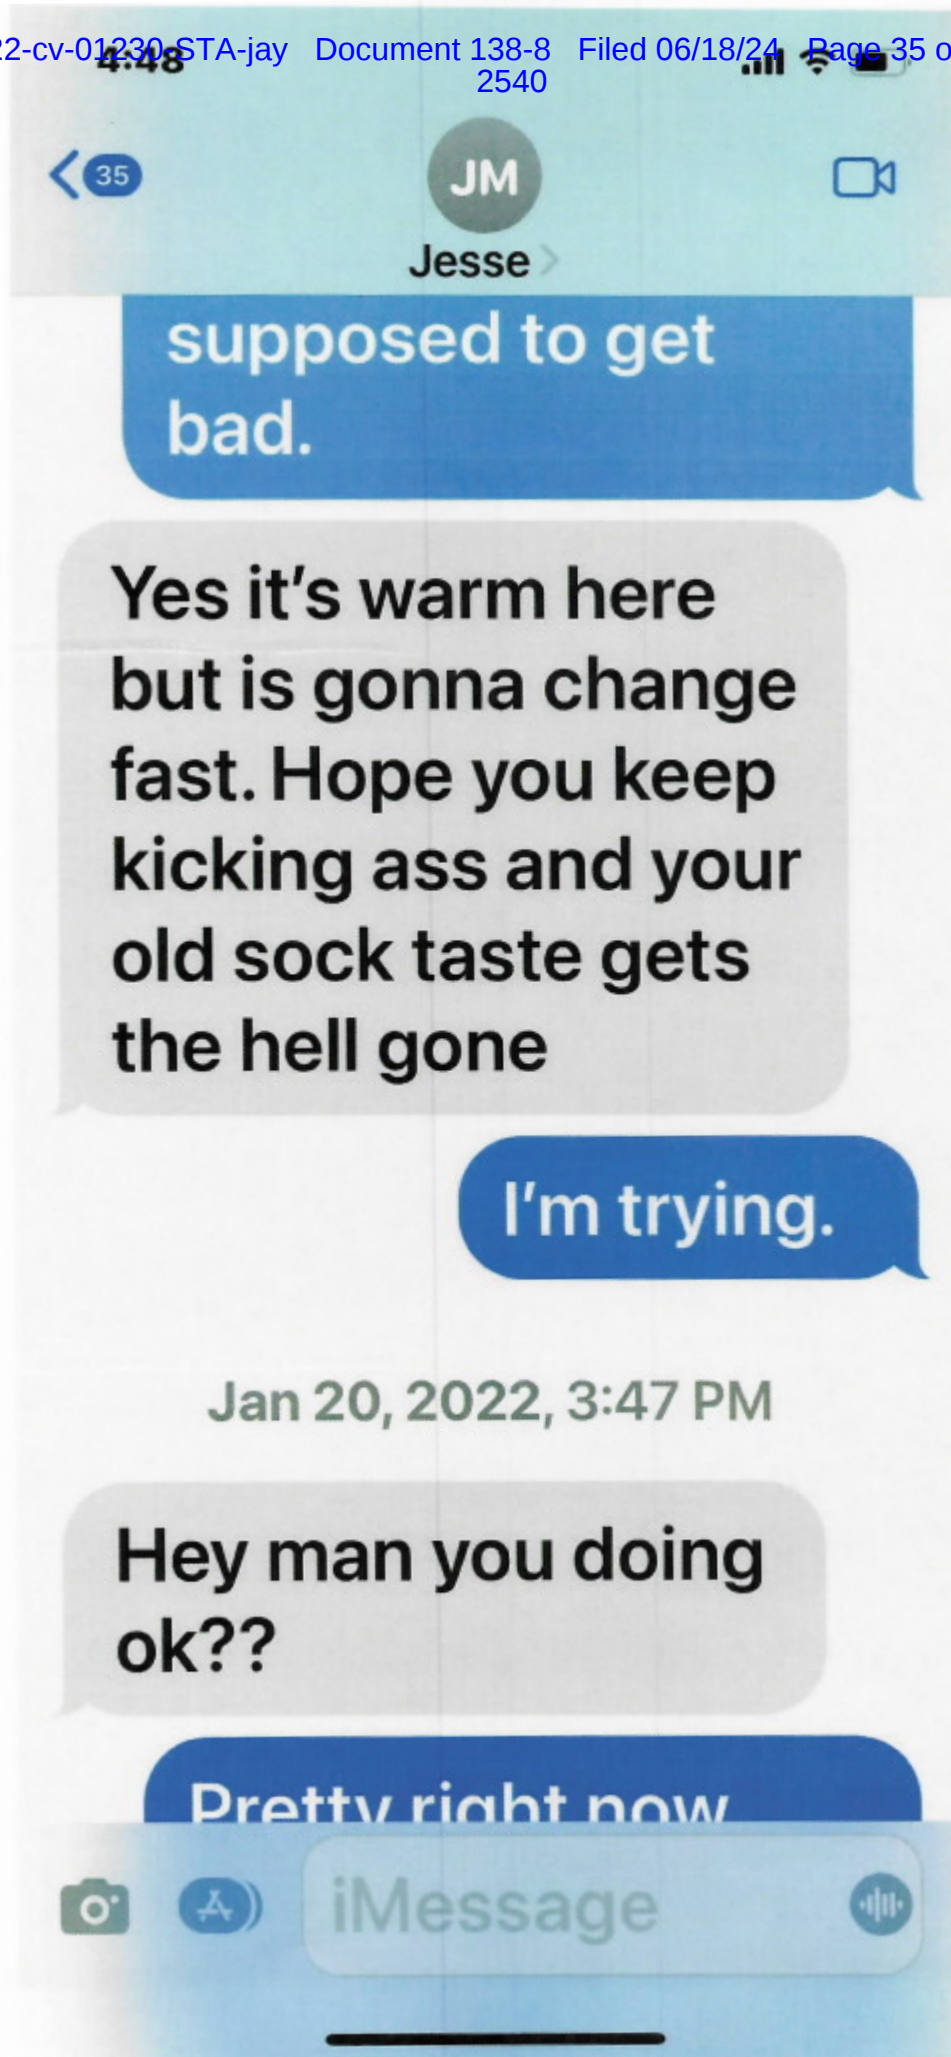 22-cv-01230-STA-jay Document 138-8 Filed 06/18/24 Page 35 o
2540
4:48
35
JM
Jesse
supposed to get
bad.
Yes it's warm here
but is gonna change
fast. Hope you keep
kicking ass and your
old sock taste gets
the hell gone
I'm trying.
Jan 20, 2022, 3:47 PM
Hey man you doing
ok??
Pretty right now
iMessage